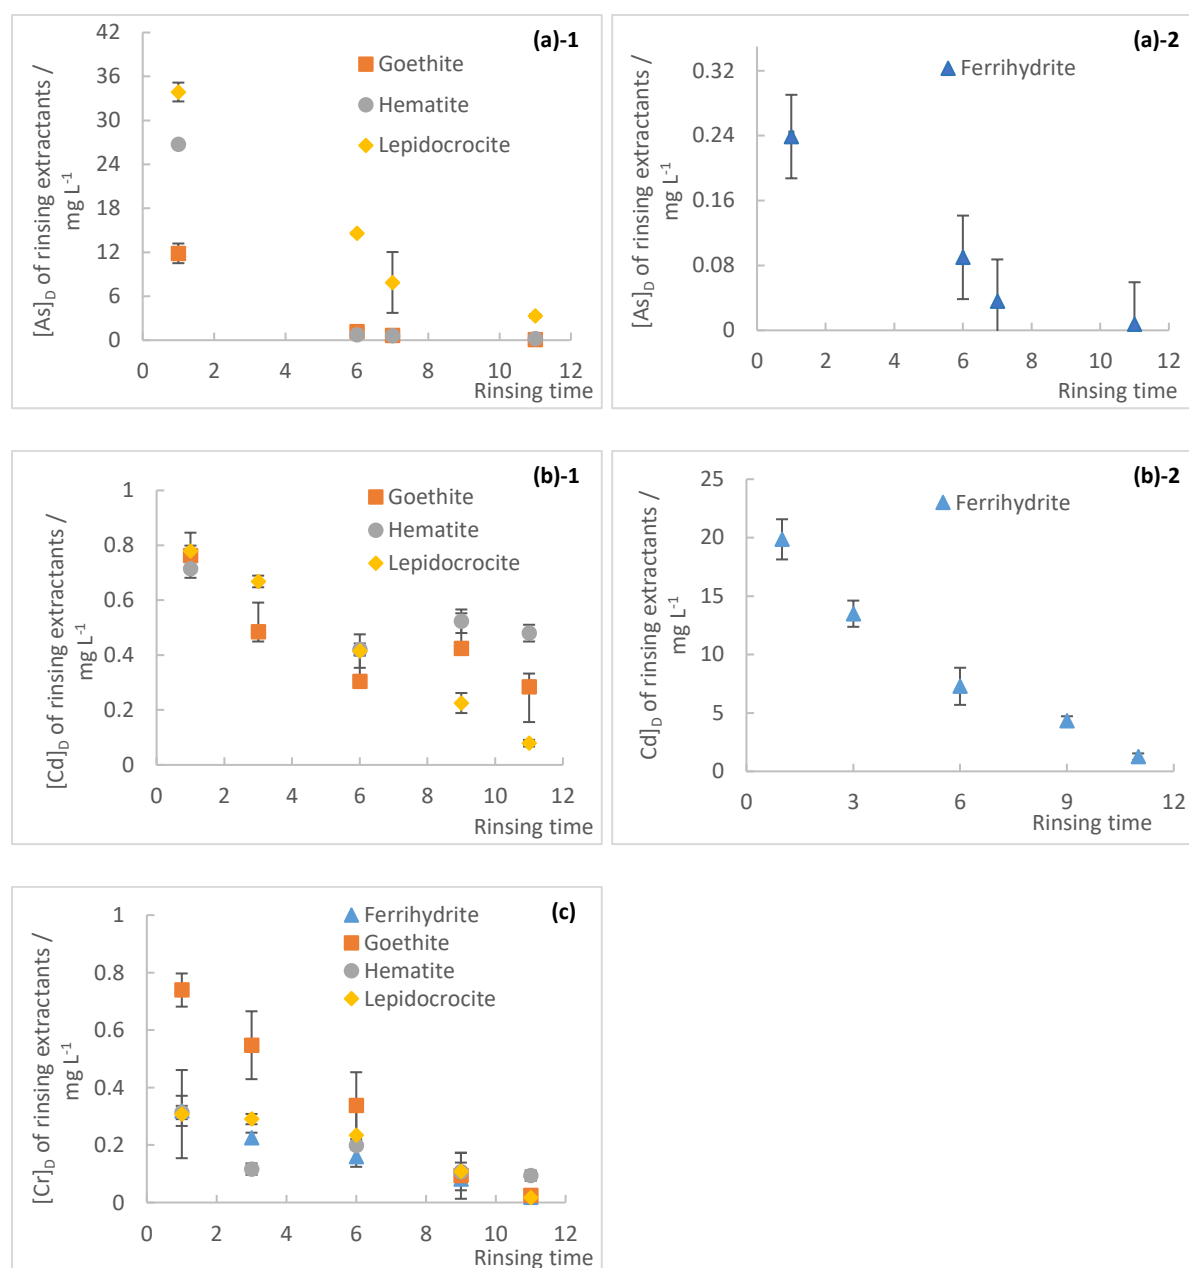 (a)-1
[As]D of rinsing extractants /
mg L-1
42
36
30
24
18
12
6
0
0 2 4 6 8 10 12
Rinsing time
Goethite
Hematite
Lepidocrocite
(a)-2
[As]D of rinsing extractants /
mg L-1
0.32
0.24
0.16
0.08
0
0 2 4 6 8 10 12
Rinsing time
Ferrihydrite
(b)-1
[Cd]D of rinsing extractants /
mg L-1
1
0.8
0.6
0.4
0.2
0
0 2 4 6 8 10 12
Rinsing time
Goethite
Hematite
Lepidocrocite
(b)-2
Cd]D of rinsing extractants /
mg L-1
25
20
15
10
5
0
0 3 6 9 12
Rinsing time
Ferrihydrite
(c)
[Cr]D of rinsing extractants /
mg L-1
1
0.8
0.6
0.4
0.2
0
0 2 4 6 8 10 12
Rinsing time
Ferrihydrite
Goethite
Hematite
Lepidocrocite